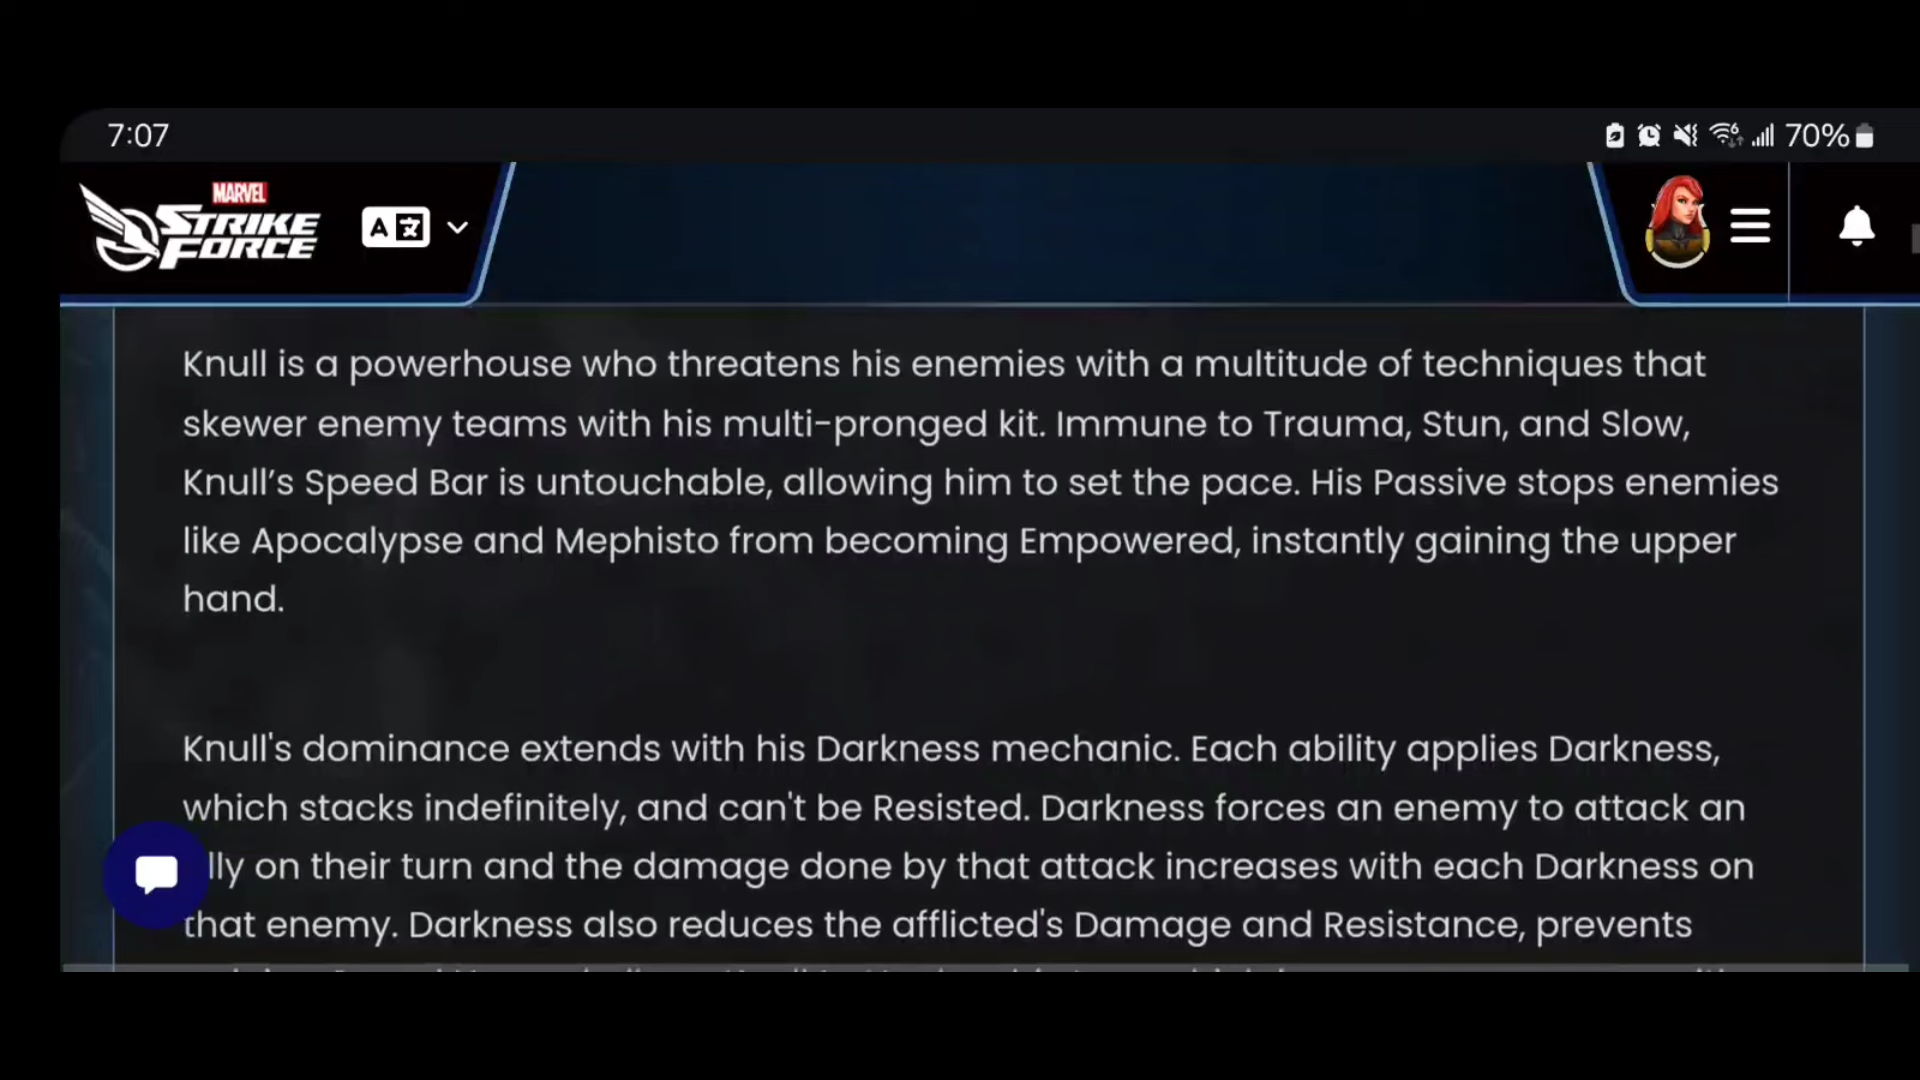 7:07
70%
MARVEL
STRIKE
FORCE
A
Knull is a powerhouse who threatens his enemies with a multitude of techniques that
skewer enemy teams with his multi-pronged kit. Immune to Trauma, Stun, and Slow,
Knull’s Speed Bar is untouchable, allowing him to set the pace. His Passive stops enemies
like Apocalypse and Mephisto from becoming Empowered, instantly gaining the upper
hand.
Knull's dominance extends with his Darkness mechanic. Each ability applies Darkness,
which stacks indefinitely, and can't be Resisted. Darkness forces an enemy to attack an
lly on their turn and the damage done by that attack increases with each Darkness on
that enemy. Darkness also reduces the afflicted's Damage and Resistance, prevents